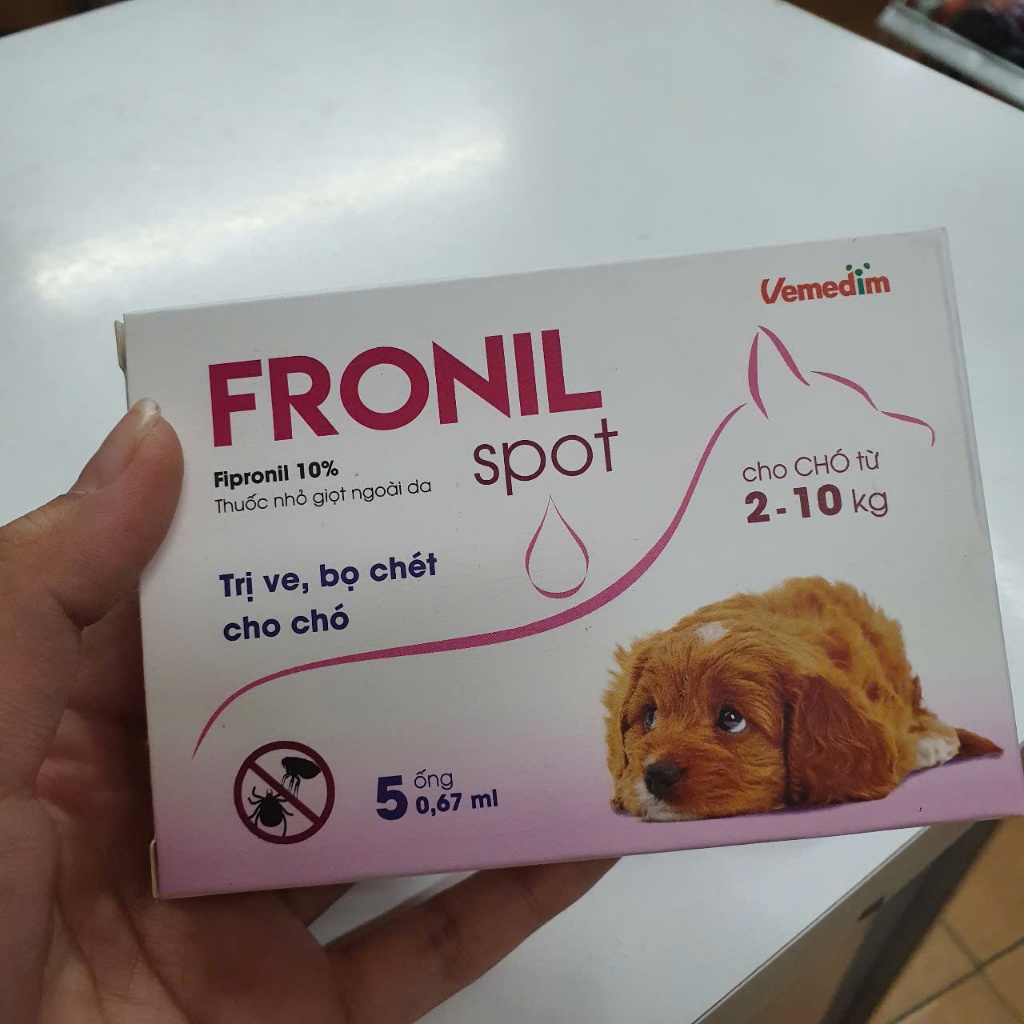 Vemedim
FRONIL
spot
Fipronil 10%
Thuốc nhỏ giọt ngoài da
cho CHÓ từ
2 - 10 kg
Trị ve, bọ chét
cho chó
5 ống
0,67 ml